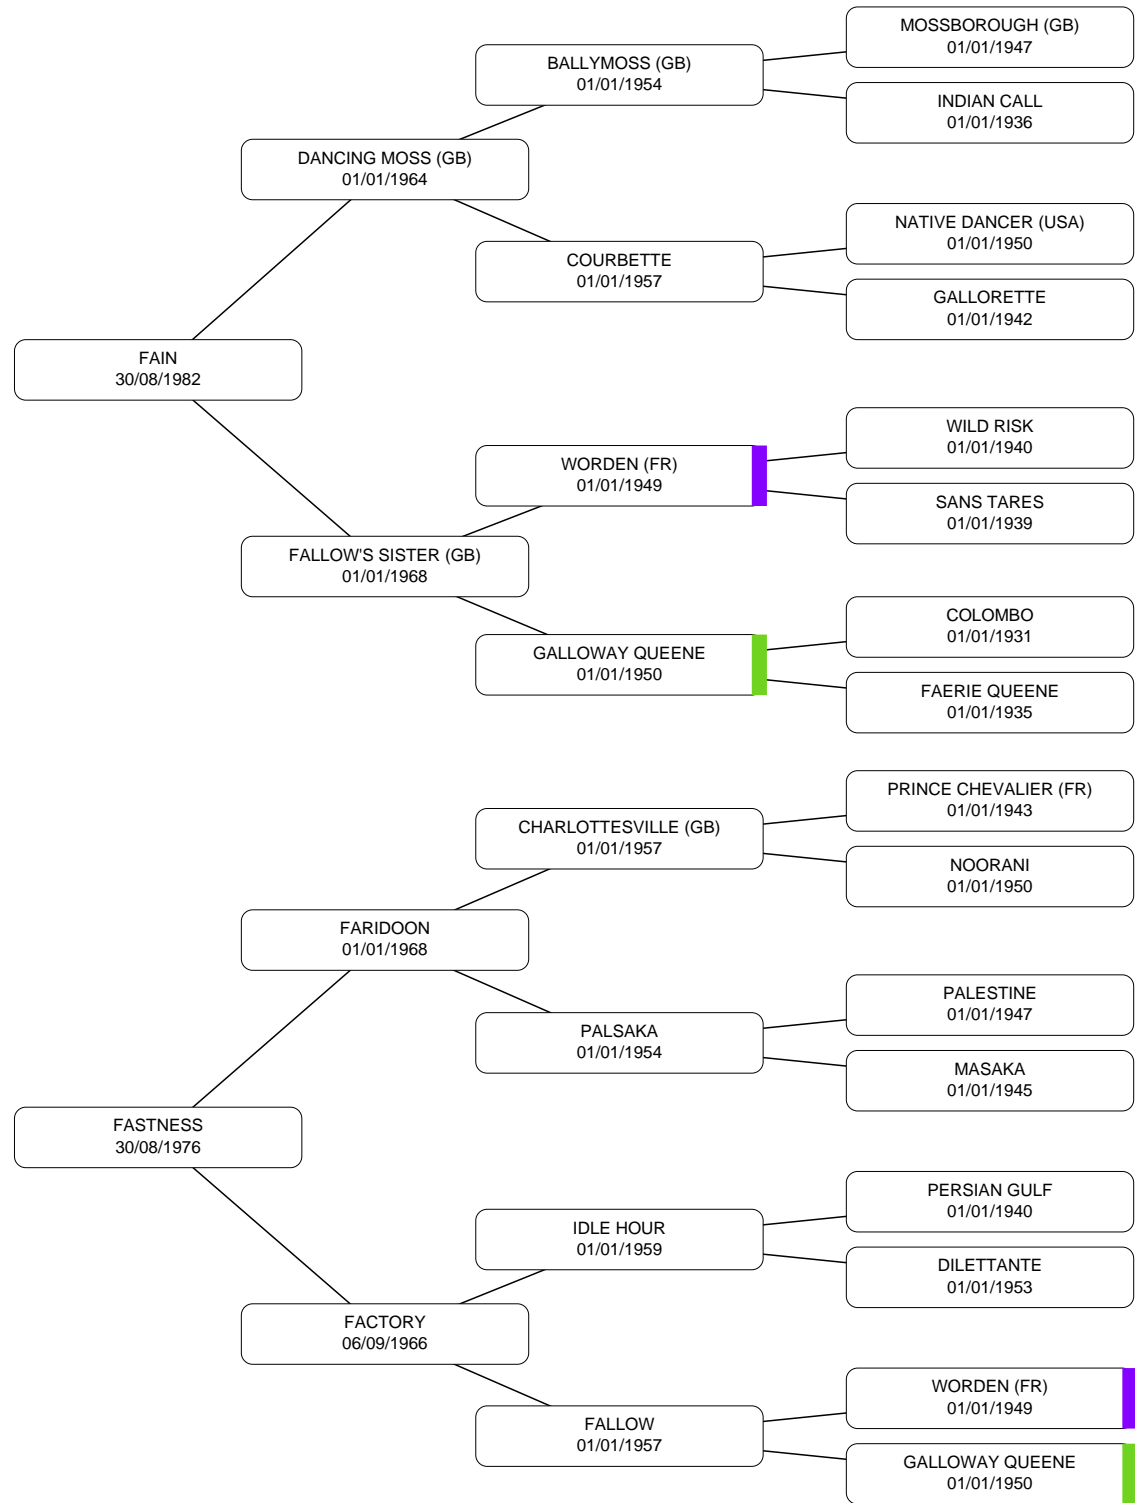 MOSSBOROUGH (GB)
01/01/1947
BALLYMOSS (GB)
01/01/1954
INDIAN CALL
01/01/1936
DANCING MOSS (GB)
01/01/1964
NATIVE DANCER (USA)
01/01/1950
COURBETTE
01/01/1957
GALLORETTE
01/01/1942
FAIN
30/08/1982
WILD RISK
01/01/1940
WORDEN (FR)
01/01/1949
SANS TARES
01/01/1939
FALLOW'S SISTER (GB)
01/01/1968
COLOMBO
01/01/1931
GALLOWAY QUEENE
01/01/1950
FAERIE QUEENE
01/01/1935
PRINCE CHEVALIER (FR)
01/01/1943
CHARLOTTESVILLE (GB)
01/01/1957
NOORANI
01/01/1950
FARIDOON
01/01/1968
PALESTINE
01/01/1947
PALSAKA
01/01/1954
MASAKA
01/01/1945
FASTNESS
30/08/1976
PERSIAN GULF
01/01/1940
IDLE HOUR
01/01/1959
DILETTANTE
01/01/1953
FACTORY
06/09/1966
WORDEN (FR)
01/01/1949
FALLOW
01/01/1957
GALLOWAY QUEENE
01/01/1950